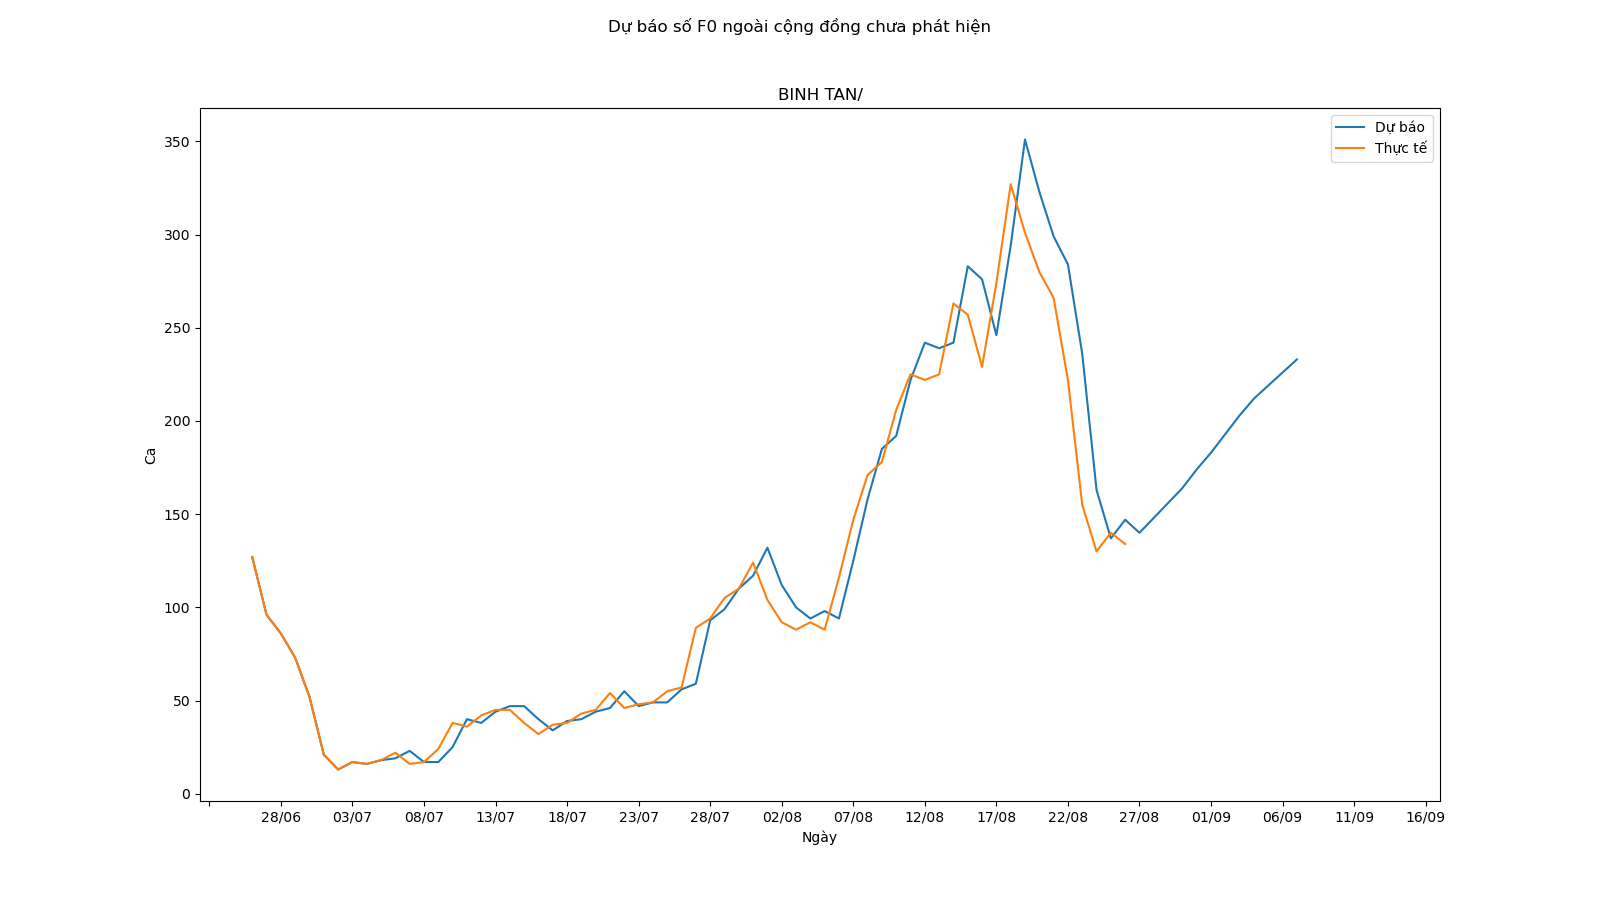 Dự báo số F0 ngoài cộng đồng chưa phát hiện
BINH TAN/
Dự báo
Thực tế
350
300
250
200
150
100
50
0
Ca
28/06 03/07 08/07 13/07 18/07 23/07 28/07 02/08 07/08 12/08 17/08 22/08 27/08 01/09 06/09 11/09 16/09
Ngày